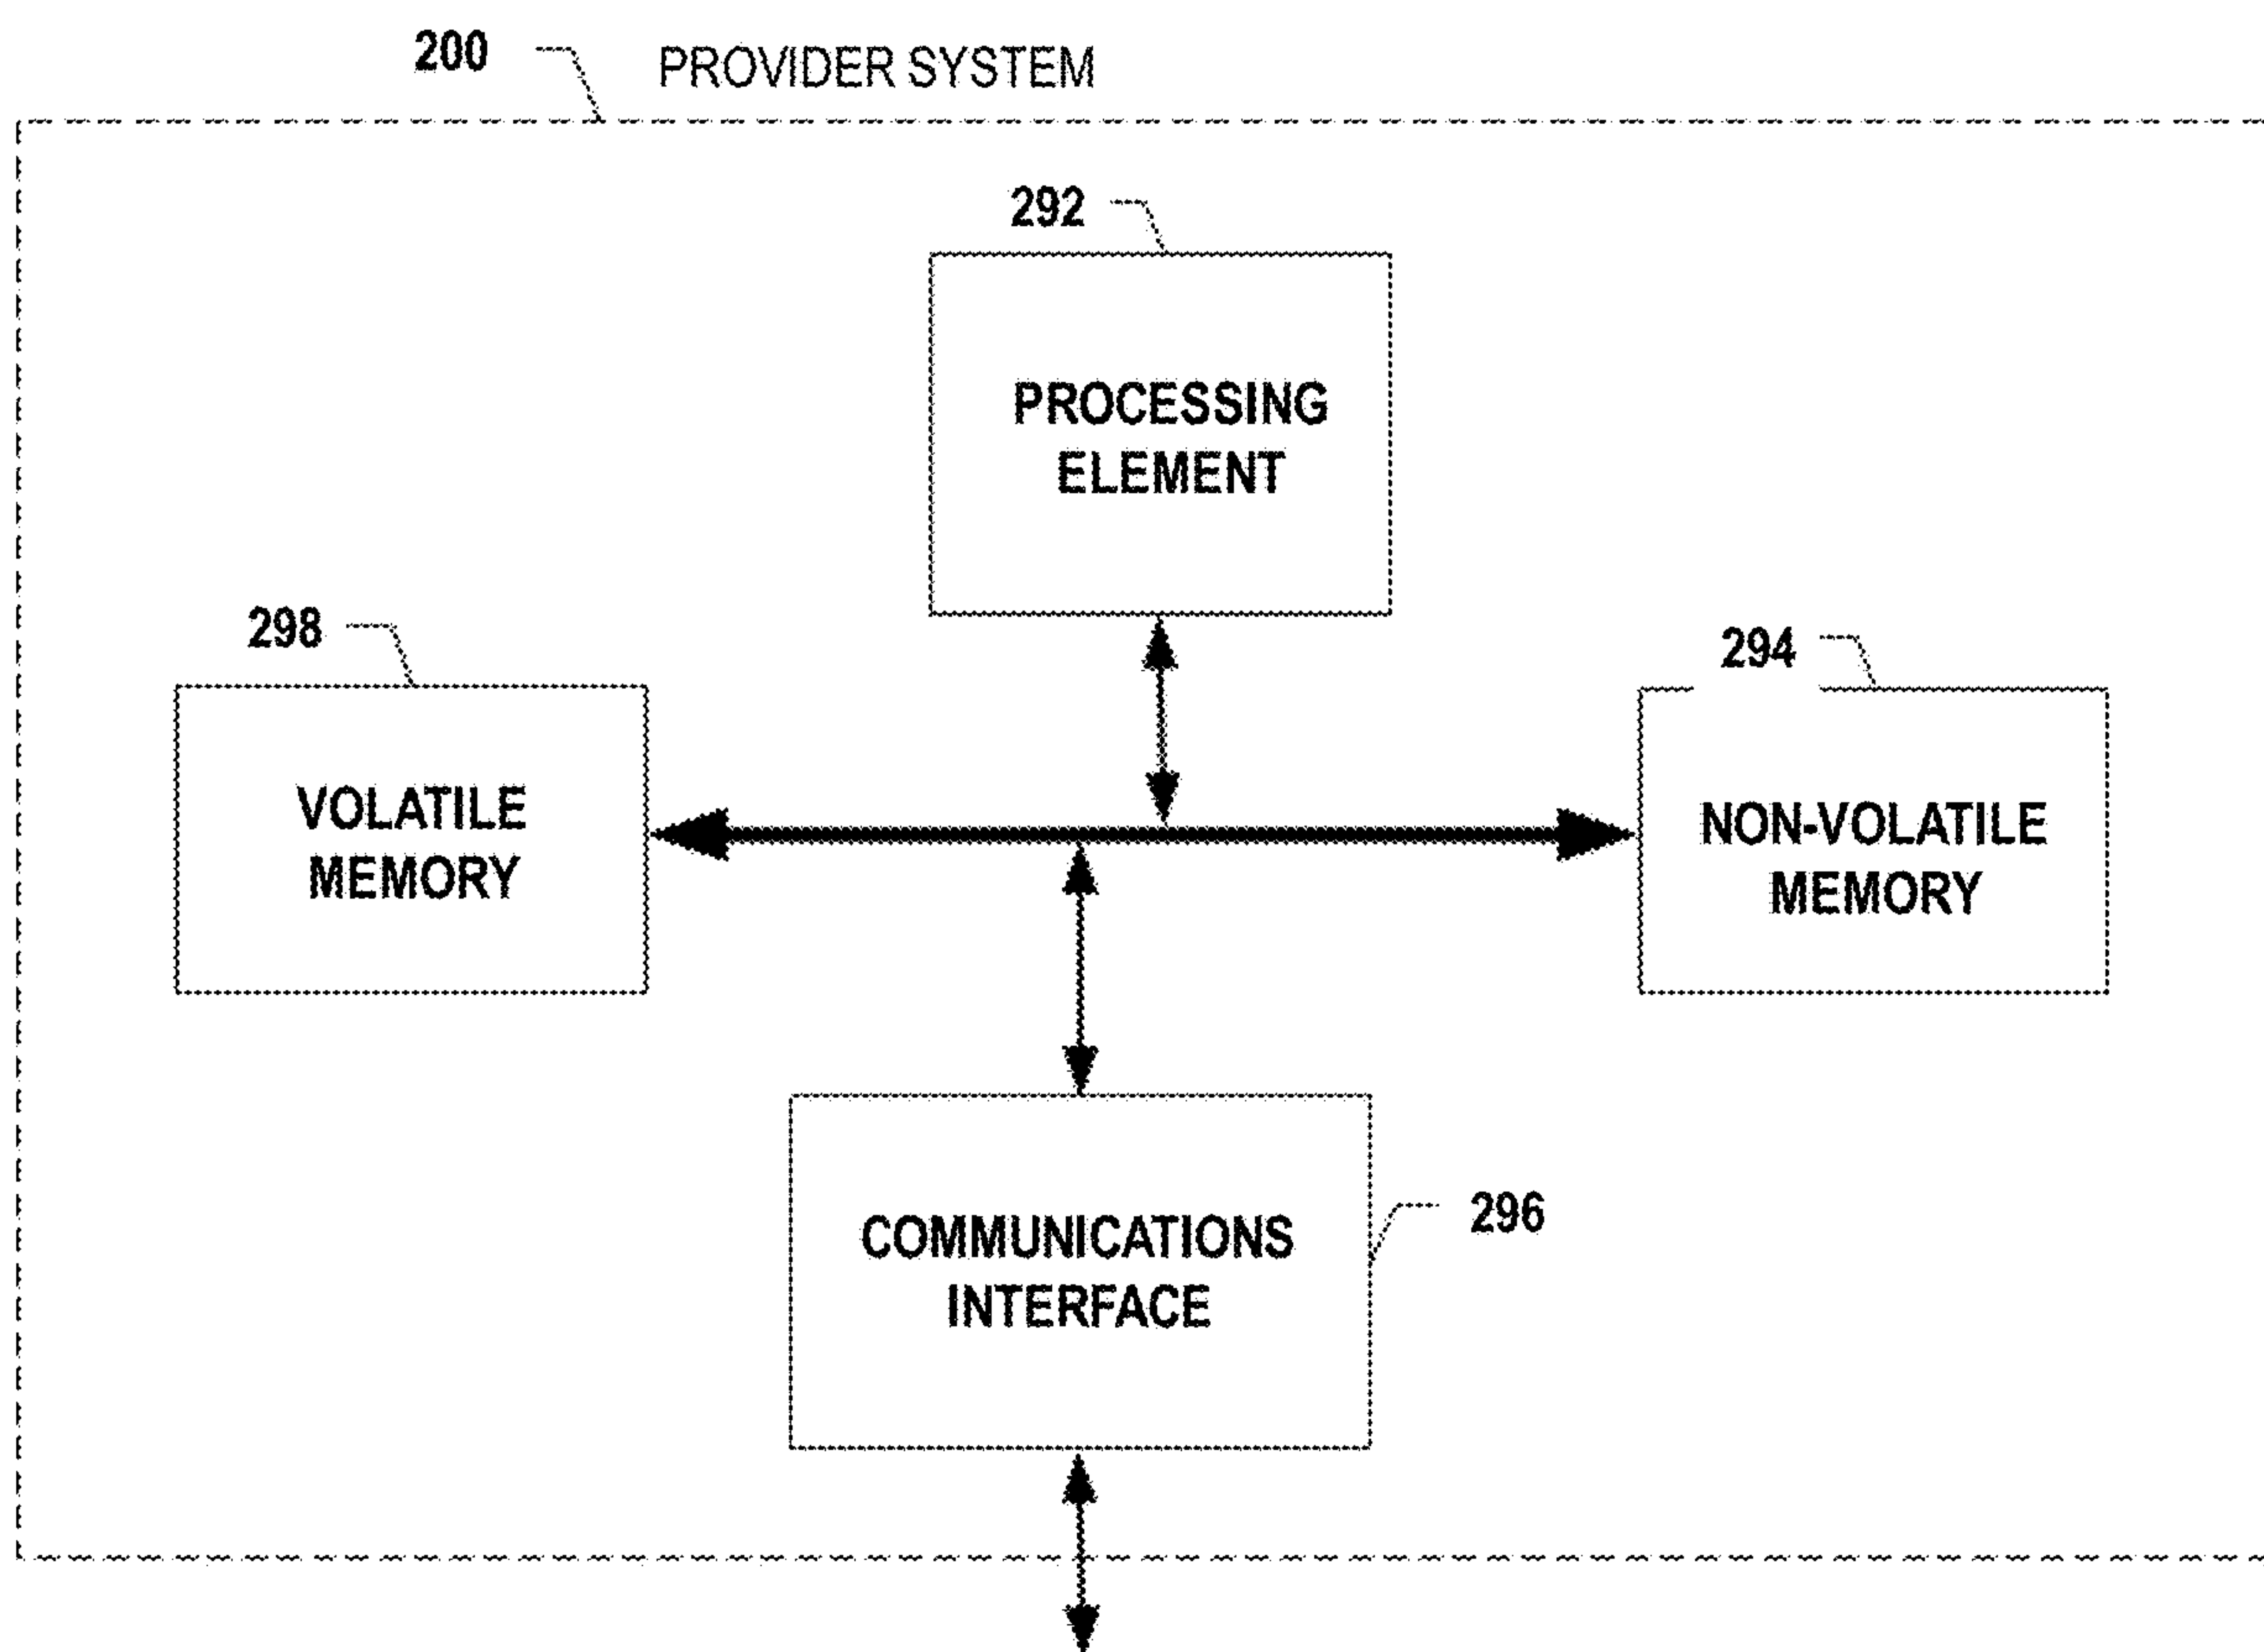 200 PROVIDER SYSTEM
292
PROCESSING
ELEMENT
298
VOLATILE
MEMORY
294
NON-VOLATILE
MEMORY
COMMUNICATIONS
INTERFACE
296